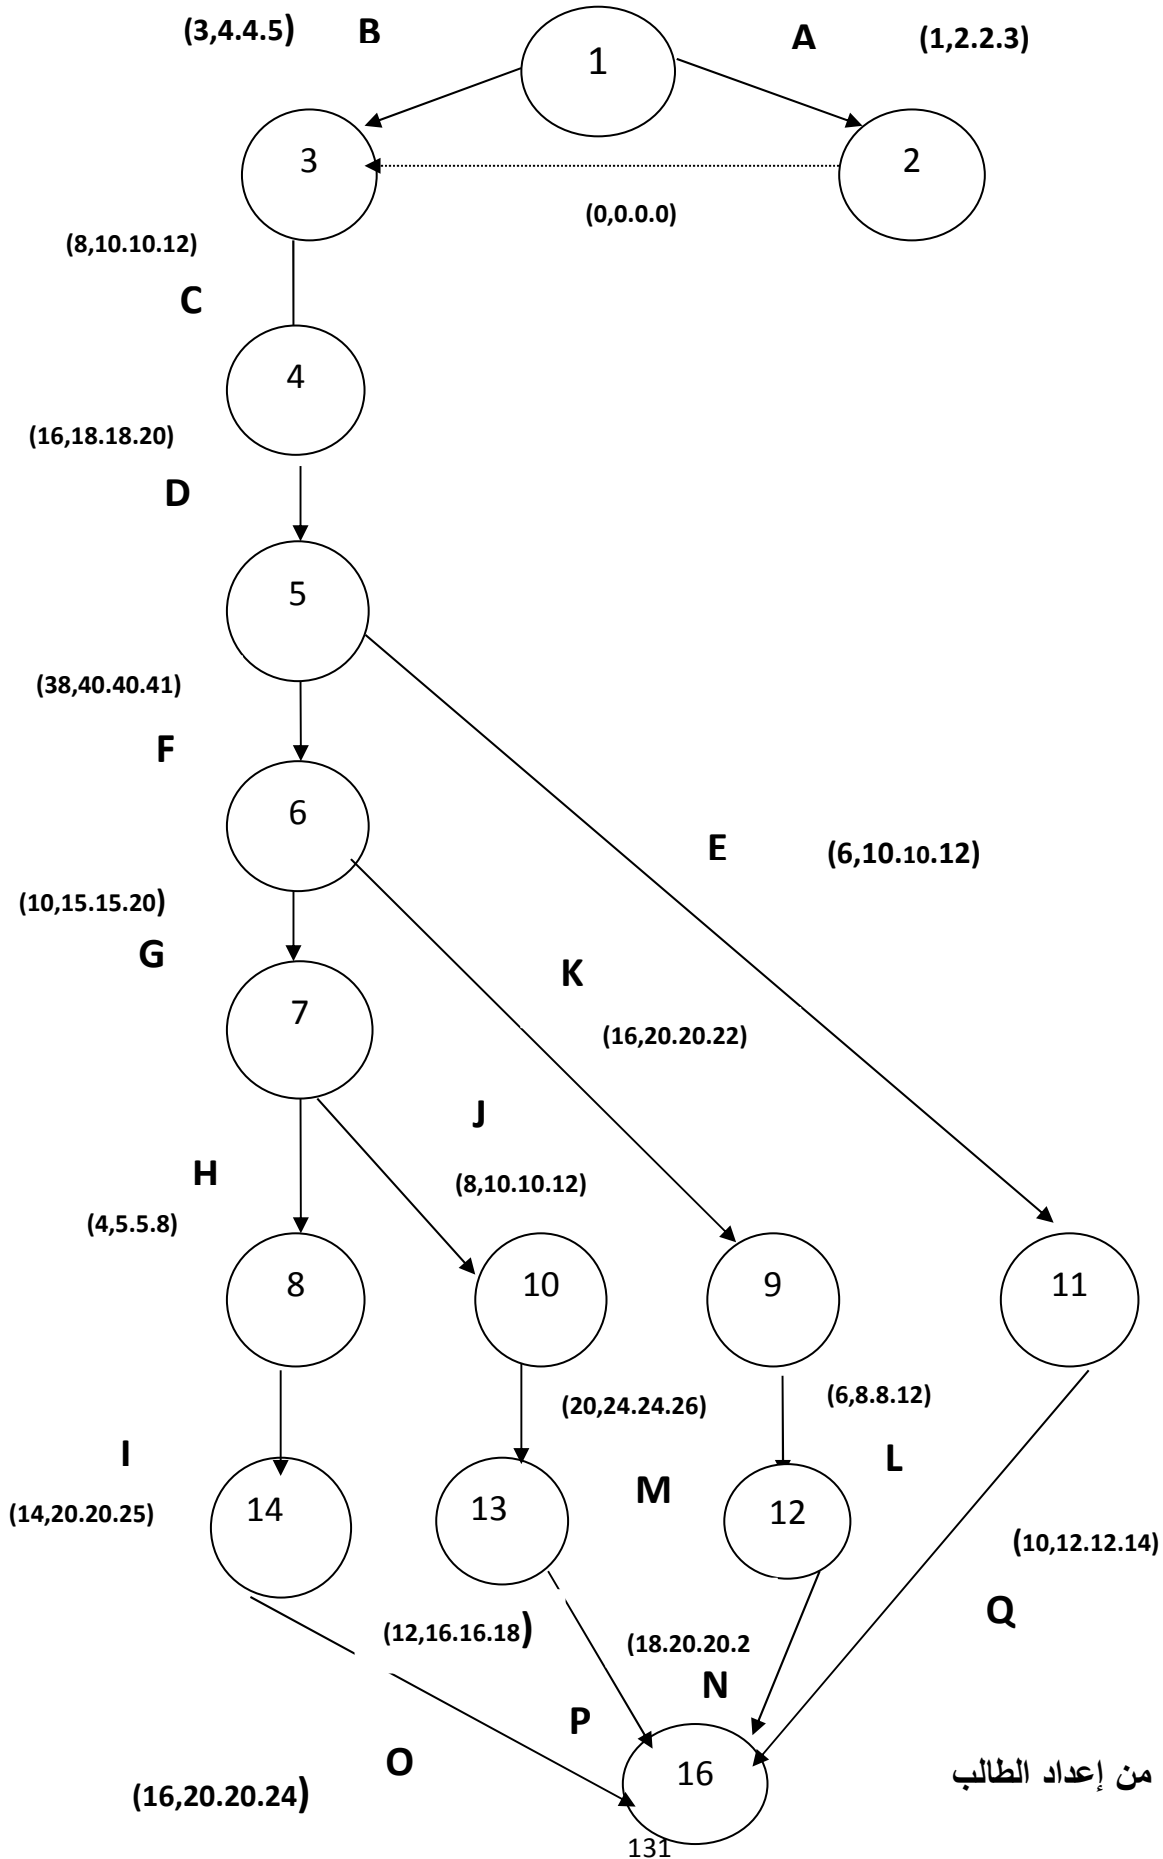 (3,4.4.5) B A (1,2.2.3)
1
3 2
(0,0.0.0)
(8,10.10.12)
C
4
(16,18.18.20)
D
5
(38,40.40.41)
F
6
E (6,10.10.12)
(10,15.15.20)
G
K
7
(16,20.20.22)
J
H
(8,10.10.12)
(4,5.5.8)
8 10 9 11
(6,8.8.12)
(20,24.24.26)
I
L
M
14 13 12
(14,20.20.25)
(10,12.12.14)
Q
(12,16.16.18) (18.20.20.2
N
P
O
16
من إعداد الطالب
(16,20.20.24)
131